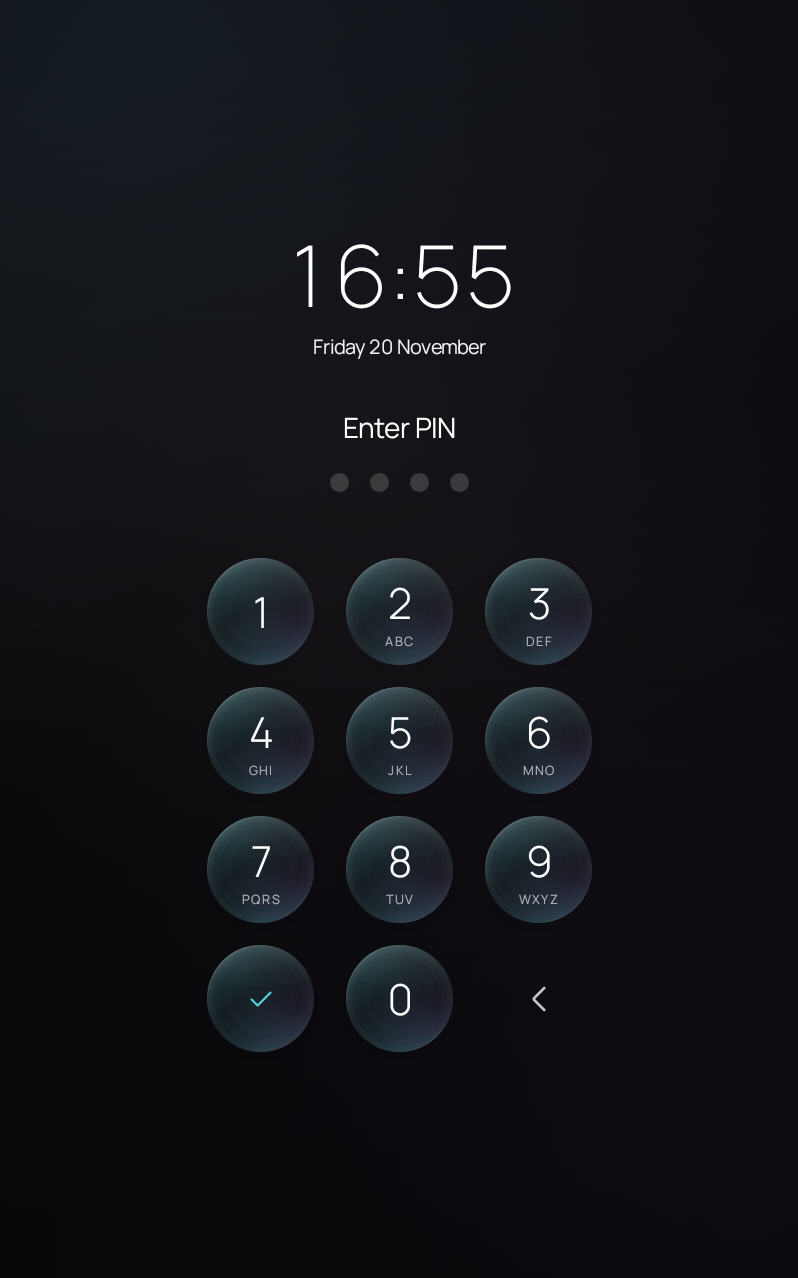 16:55
Friday 20 November
Enter PIN
1 2 3
ABC DEF
4 5 6
GHI JKL MNO
7 8 9
PQRS TUV WXYZ
0